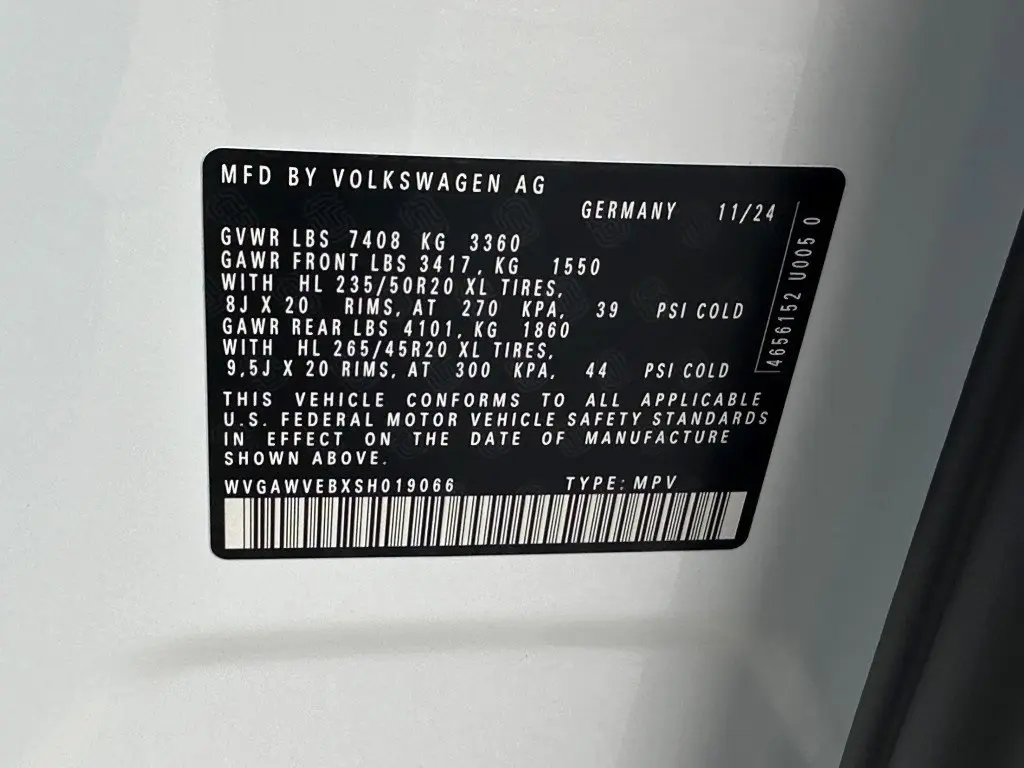 MFD BY VOLKSWAGEN AG
GERMANY 11/24
GVWR LBS 7408 KG 3360
GAWR FRONT LBS 3417, KG 1550
WITH HL 235/50R20 XL TIRES,
8J X 20 RIMS, AT 270 KPA, 39 PSI COLD
GAWR REAR LBS 4101, KG 1860
WITH HL 265/45R20 XL TIRES,
9,5J X 20 RIMS, AT 300 KPA, 44 PSI COLD
THIS VEHICLE CONFORMS TO ALL APPLICABLE
U.S. FEDERAL MOTOR VEHICLE SAFETY STANDARDS
IN EFFECT ON THE DATE OF MANUFACTURE
SHOWN ABOVE.
WVGAWVEBXSH019066 TYPE: MPV
4656152 U005 0